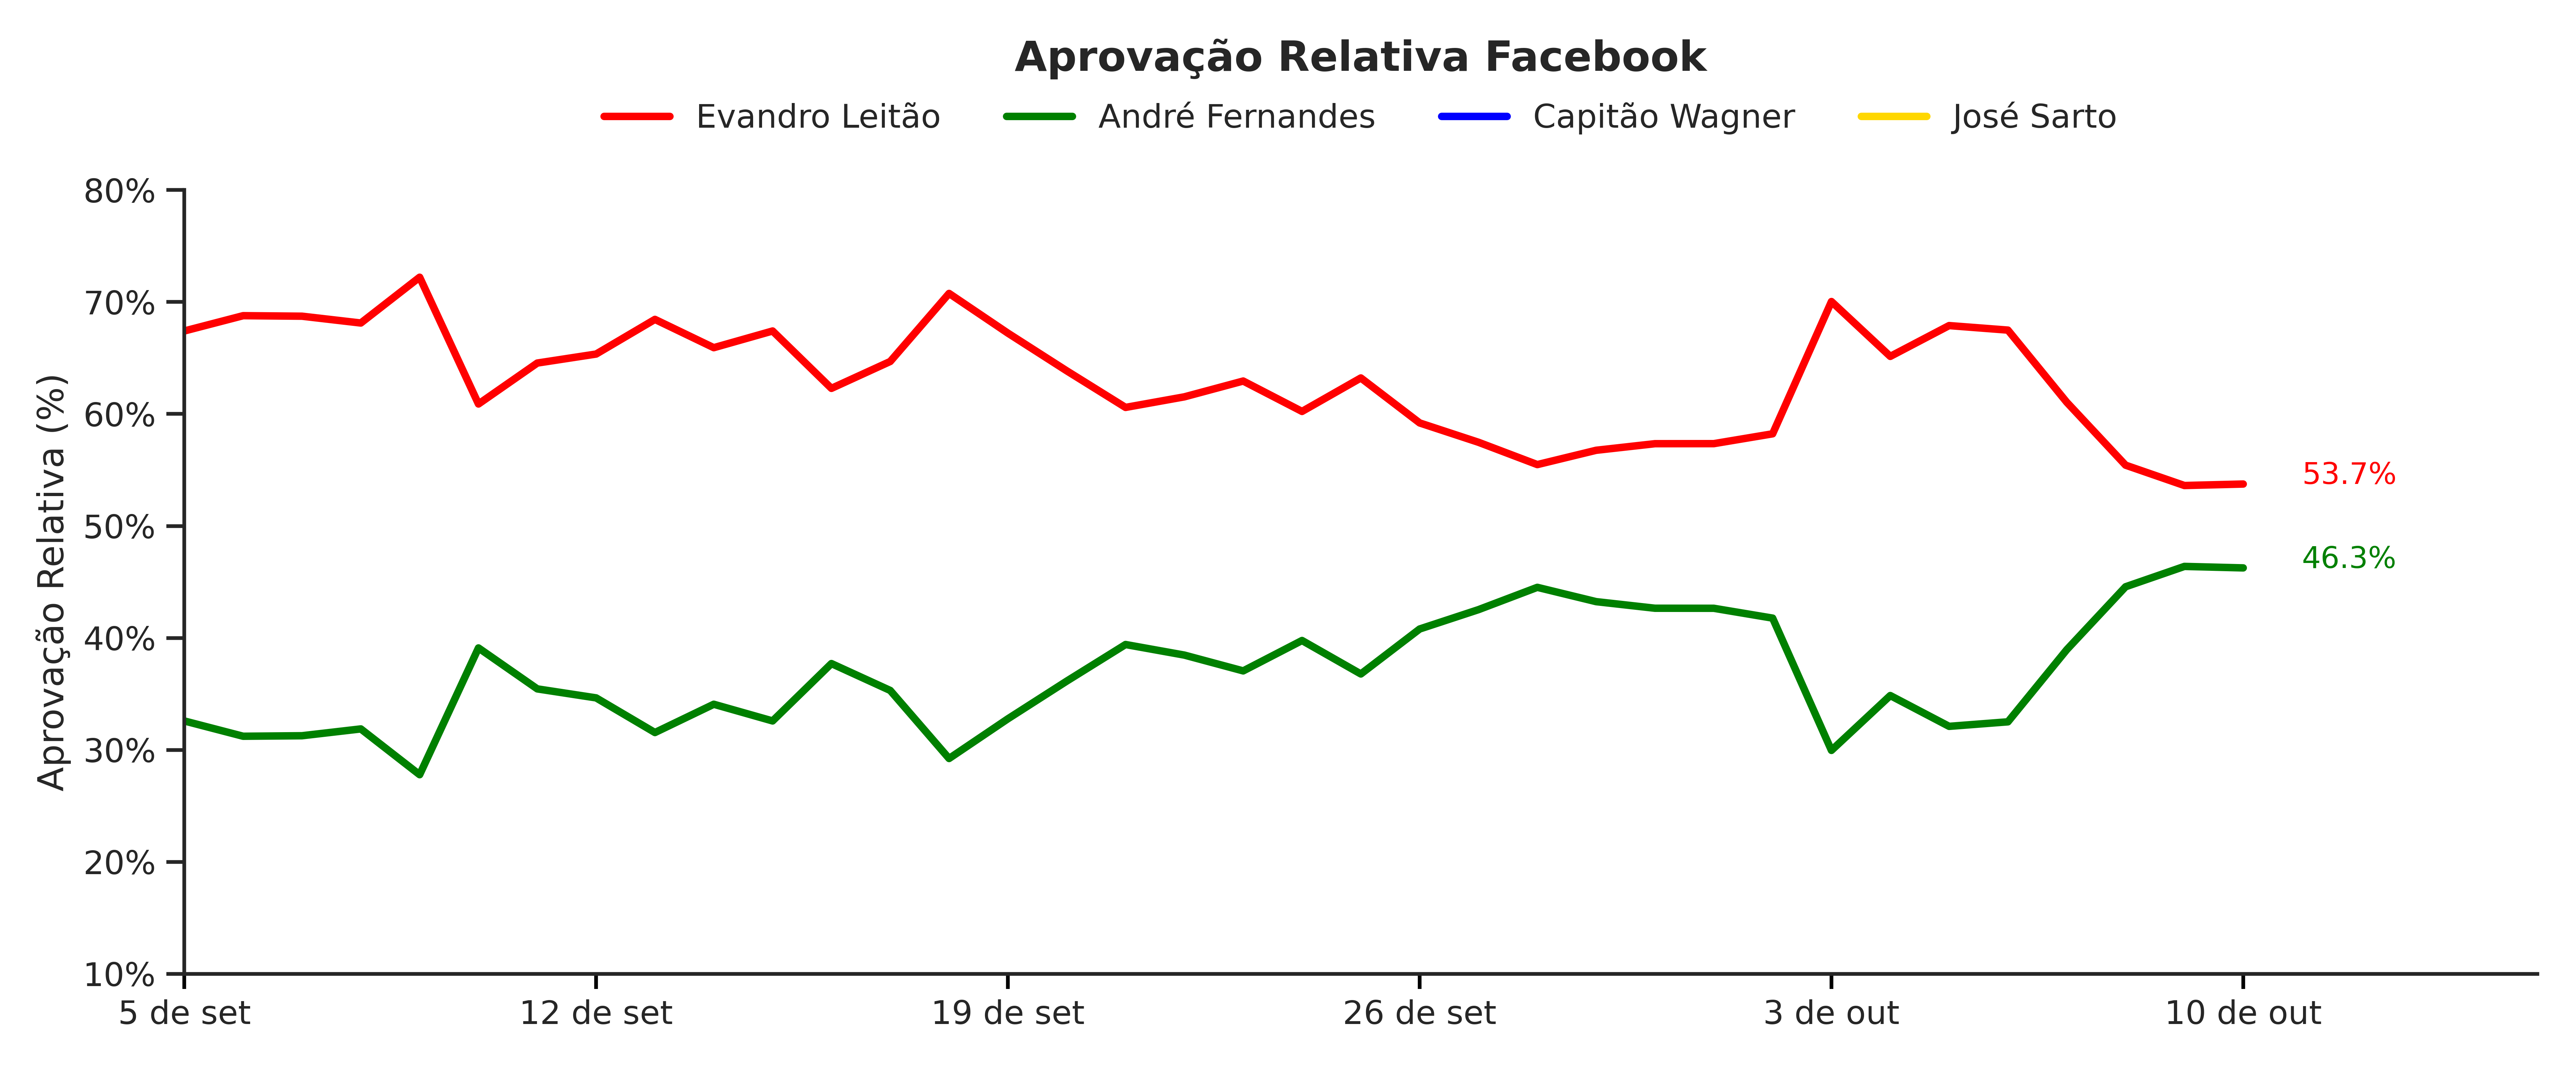 Aprovação Relativa Facebook
Evandro Leitão André Fernandes Capitão Wagner José Sarto
Aprovação Relativa (%)
80%
70%
60%
50%
40%
30%
20%
10%
53.7%
46.3%
5 de set 12 de set 19 de set 26 de set 3 de out 10 de out